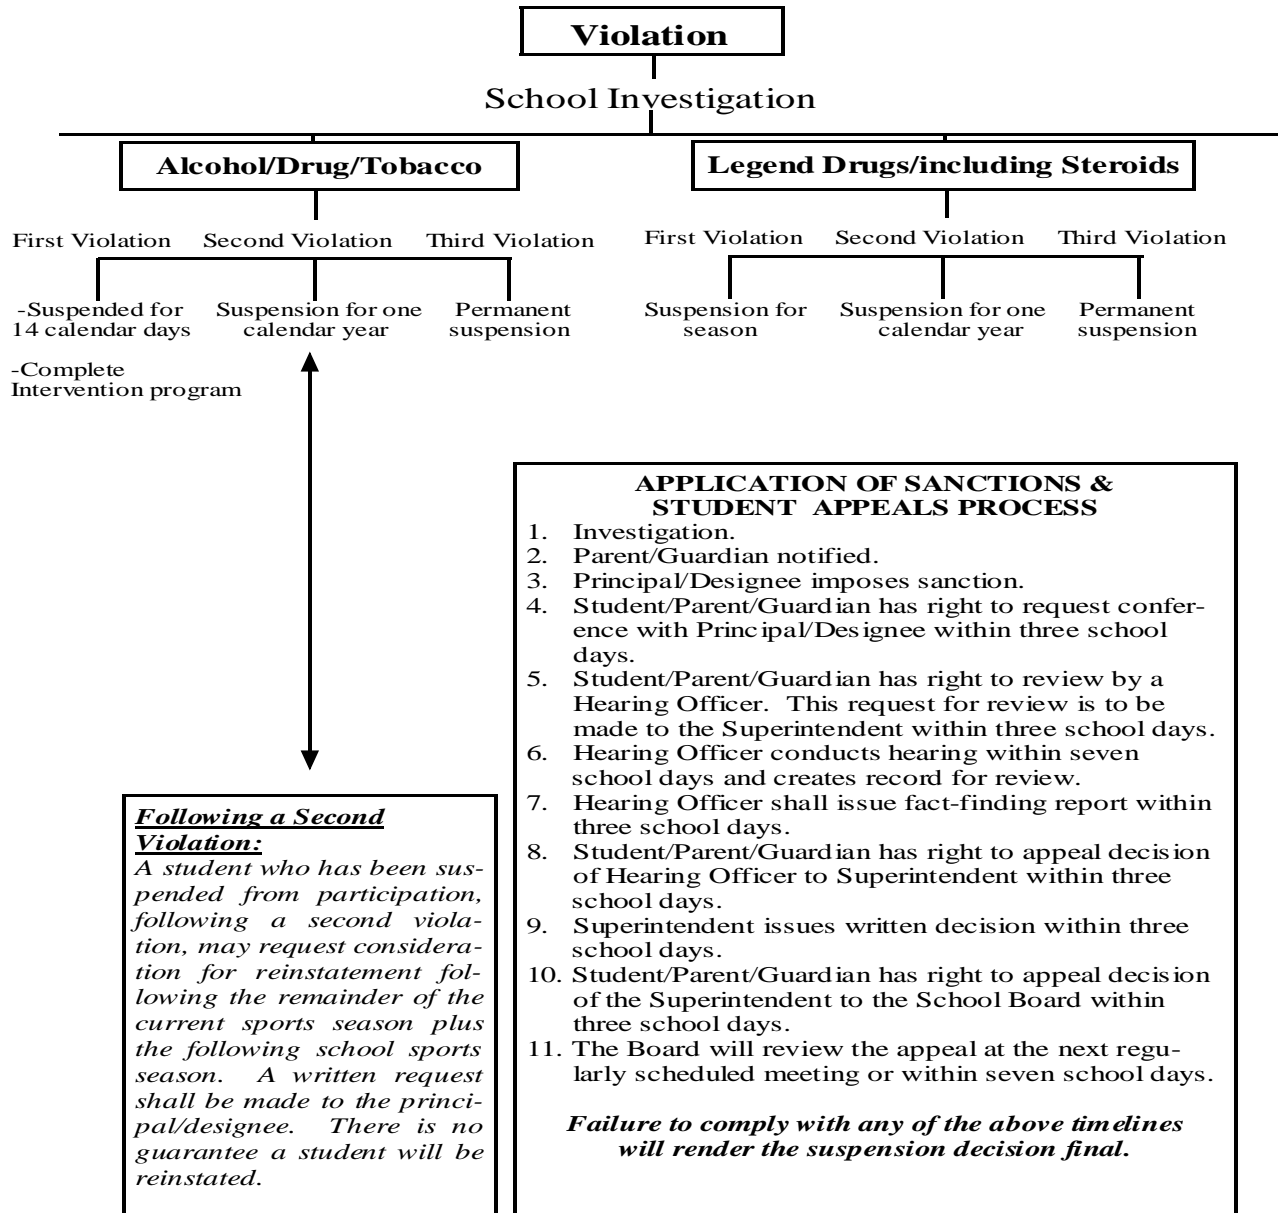 Violation
School Investigation
Alcohol/Drug/Tobacco
First Violation Second Violation Third Violation
-Suspended for
14 calendar days
-Complete
Intervention program
Suspension for one
calendar year
Permanent
suspension
Legend Drugs/including Steroids
First Violation Second Violation Third Violation
Suspension for
season
Suspension for one
calendar year
Permanent
suspension
Following a Second
Violation:
A student who has been sus-
pended from participation,
following a second viola-
tion, may request considera-
tion for reinstatement fol-
lowing the remainder of the
current sports season plus
the following school sports
season. A written request
shall be made to the princi-
pal/designee. There is no
guarantee a student will be
reinstated.
APPLICATION OF SANCTIONS &
STUDENT APPEALS PROCESS
1. Investigation.
2. Parent/Guardian notified.
3. Principal/Designee imposes sanction.
4. Student/Parent/Guardian has right to request confer-
ence with Principal/Designee within three school
days.
5. Student/Parent/Guardian has right to review by a
Hearing Officer. This request for review is to be
made to the Superintendent within three school days.
6. Hearing Officer conducts hearing within seven
school days and creates record for review.
7. Hearing Officer shall issue fact-finding report within
three school days.
8. Student/Parent/Guardian has right to appeal decision
of Hearing Officer to Superintendent within three
school days.
9. Superintendent issues written decision within three
school days.
10. Student/Parent/Guardian has right to appeal decision
of the Superintendent to the School Board within
three school days.
11. The Board will review the appeal at the next regu-
larly scheduled meeting or within seven school days.
Failure to comply with any of the above timelines
will render the suspension decision final.